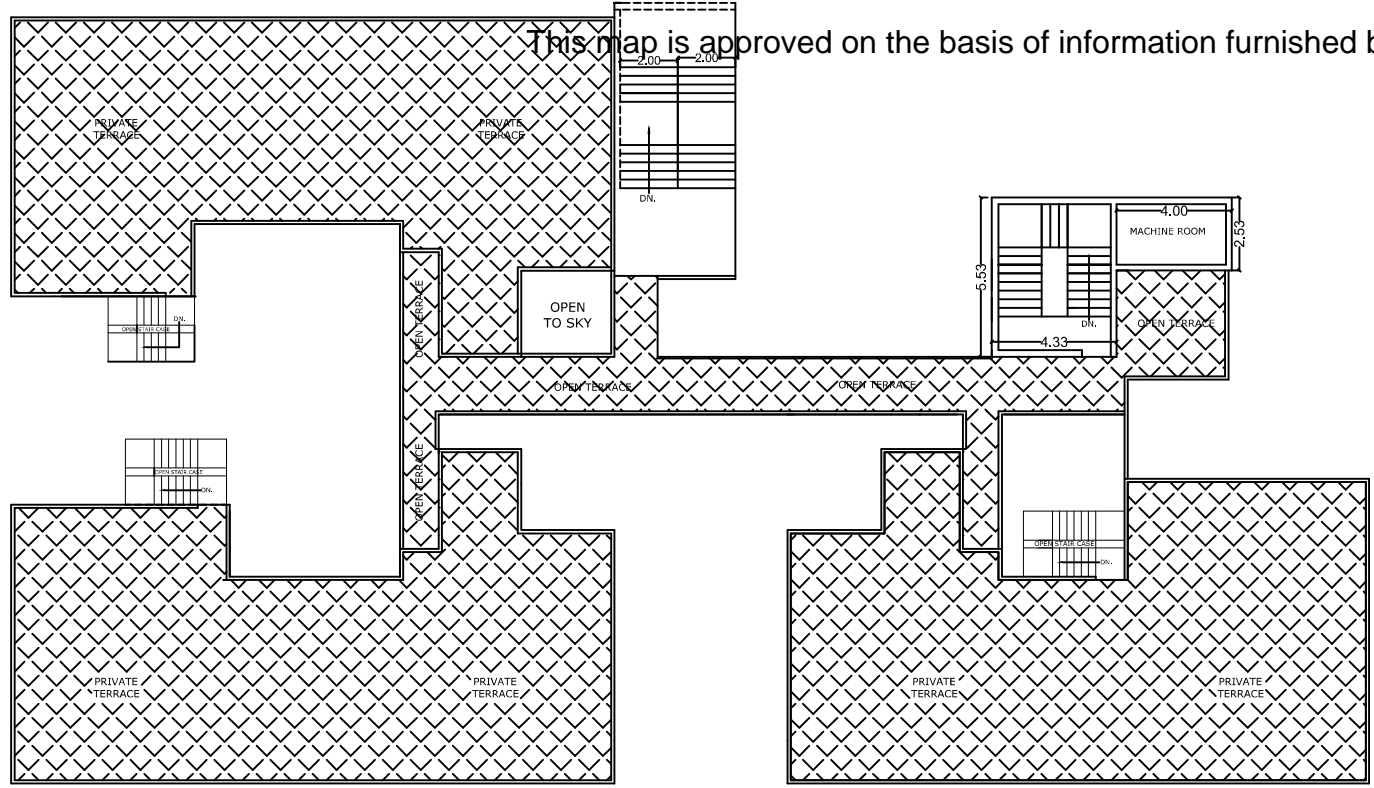 This map is approved on the basis of information furnished b
2.00
2.00
PRIVATE
TERRACE
PRIVATE
TERRACE
DN.
4.00
MACHINE ROOM
2.53
5.53
OPEN TERRACE
OPEN
TO SKY
DN.
OPEN STAIR CASE
DN.
OPEN TERRACE
4.33
OPEN TERRACE
OPEN TERRACE
OPEN TERRACE
OPEN STAIR CASE
DN.
OPEN STAIR CASE
DN.
PRIVATE
TERRACE
PRIVATE
TERRACE
PRIVATE
TERRACE
PRIVATE
TERRACE